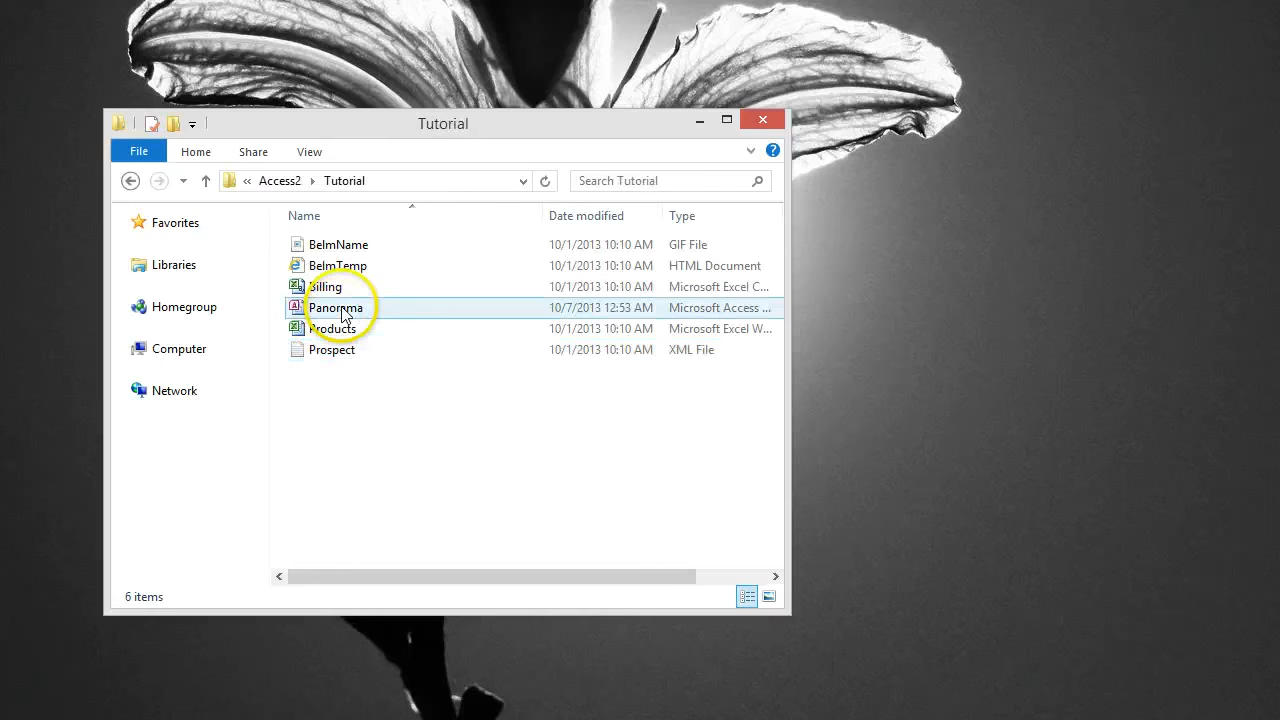 Tutorial
File Home Share View
« Access2 Tutorial Search Tutorial
Name Date modified Type
Favorites
Libraries
Homegroup
Computer
Network
BelmName 10/1/2013 10:10 AM GIF File
BelmTemp 10/1/2013 10:10 AM HTML Document
Billing 10/1/2013 10:10 AM Microsoft Excel C...
Panorama 10/7/2013 12:53 AM Microsoft Access ...
Products 10/1/2013 10:10 AM Microsoft Excel W...
Prospect 10/1/2013 10:10 AM XML File
6 items